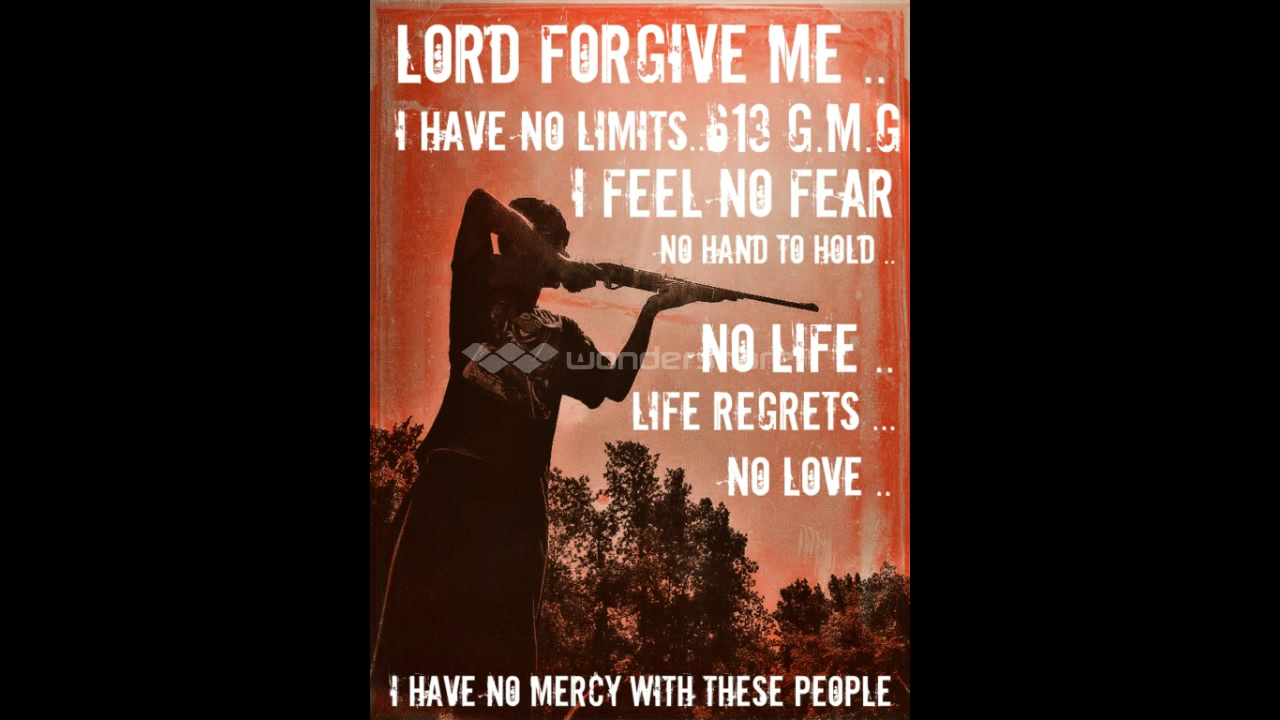 LORD FORGIVE ME ..
I HAVE NO LIMITS..613 G.M.G
I FEEL NO FEAR
NO HAND TO HOLD ..
NO LIFE ..
wondershare
LIFE REGRETS ...
NO LOVE ..
I HAVE NO MERCY WITH THESE PEOPLE